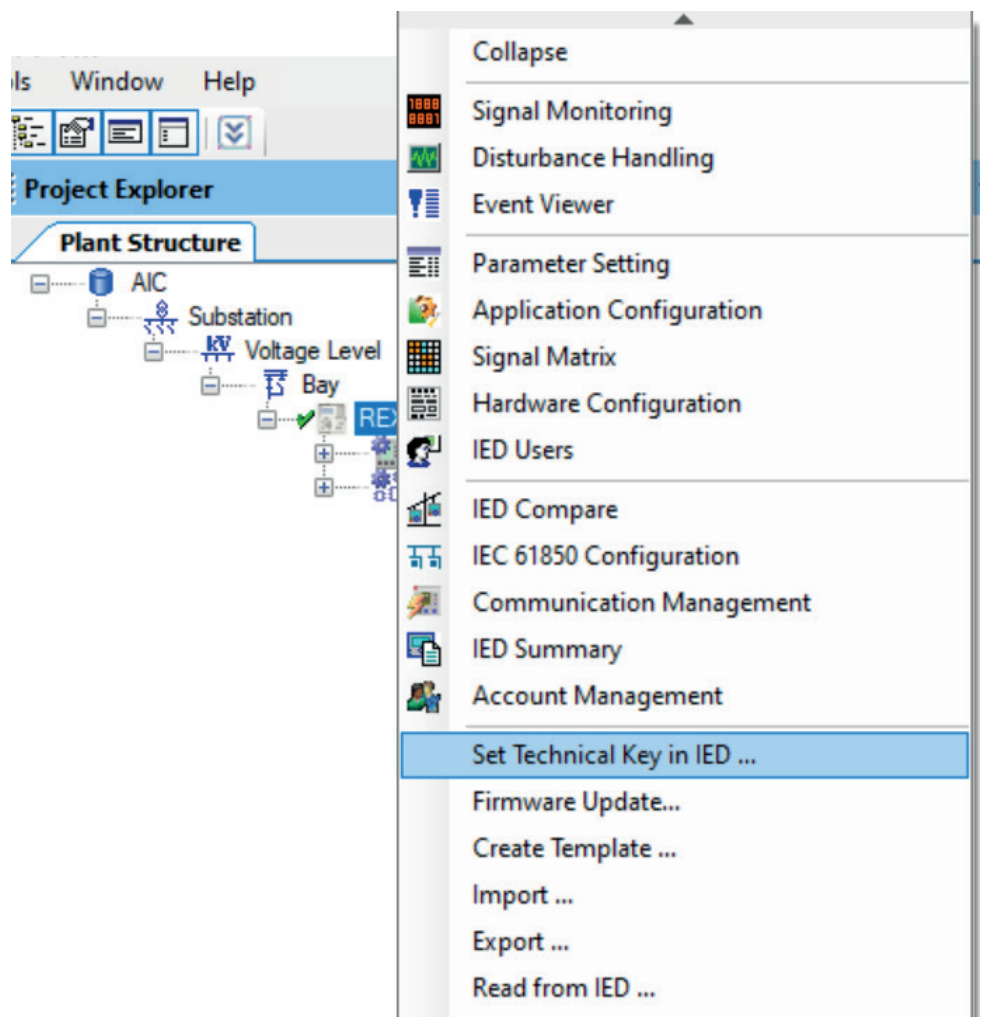 Window Help
Project Explorer
Plant Structure
AIC
Substation
kV Voltage Level
Bay
Collapse
Signal Monitoring
Disturbance Handling
Event Viewer
Parameter Setting
Application Configuration
Signal Matrix
Hardware Configuration
IED Users
IED Compare
IEC 61850 Configuration
Communication Management
IED Summary
Account Management
Set Technical Key in IED ...
Firmware Update...
Create Template ...
Import ...
Export ...
Read from IED ...